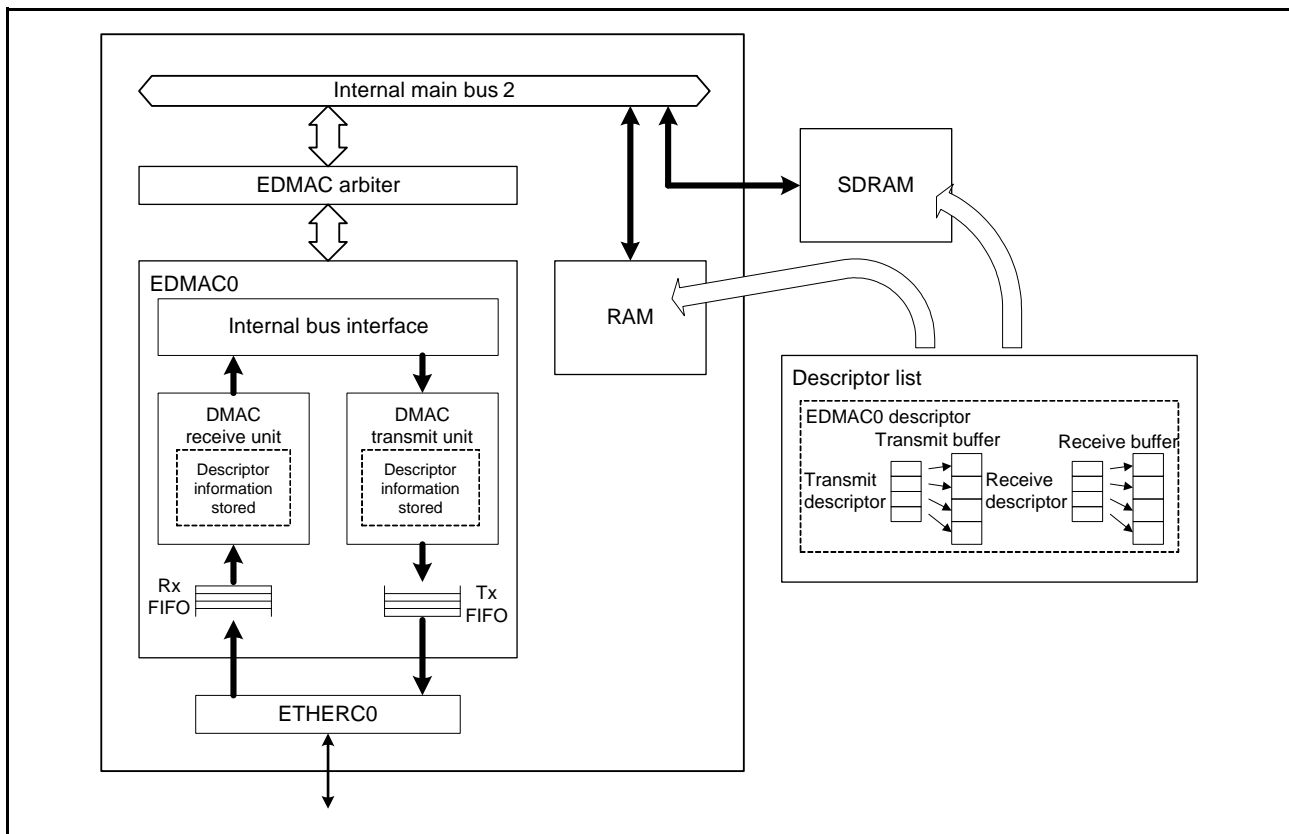 Internal main bus 2
EDMAC arbiter
SDRAM
EDMAC0
Internal bus interface
RAM
DMAC
receive unit
Descriptor
information
stored
DMAC
transmit unit
Descriptor
information
stored
Rx
FIFO
Tx
FIFO
ETHERC0
Descriptor list
EDMAC0 descriptor
Transmit buffer
Receive buffer
Transmit
descriptor
Receive
descriptor